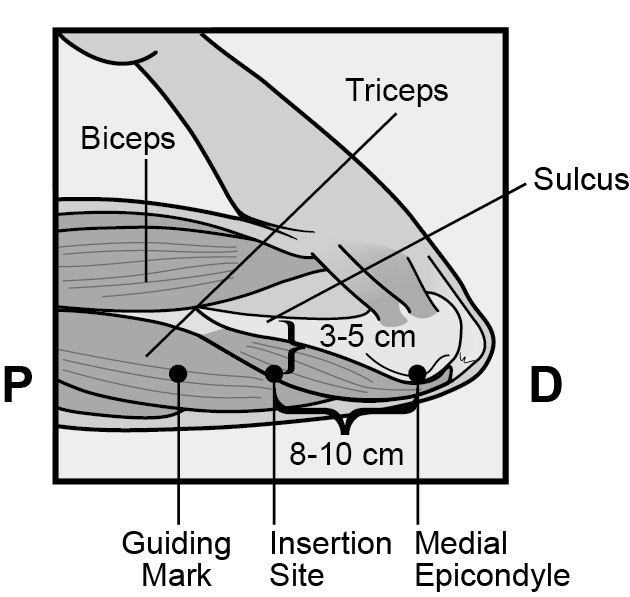 Triceps
Biceps
Sulcus
3-5 cm
P
D
8-10 cm
Guiding
Mark
Insertion
Site
Medial
Epicondyle